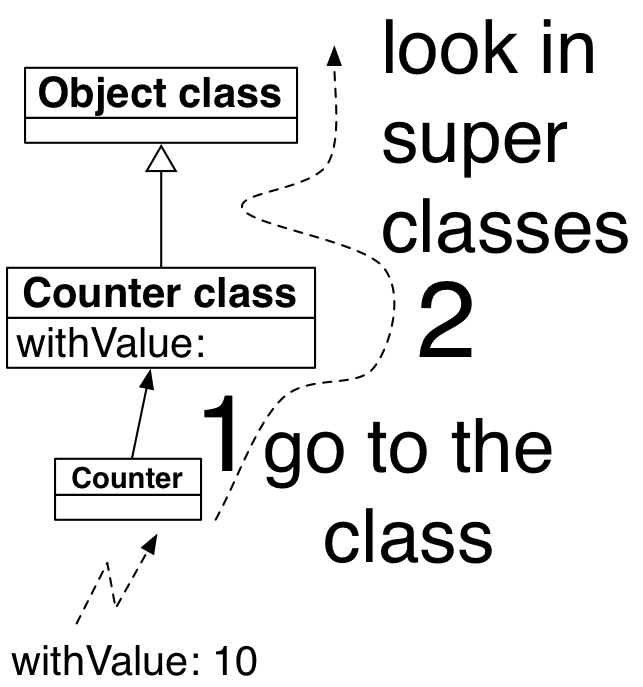 look in
super
classes
2
Object class
Counter class
withValue:
1 go to the
class
Counter
withValue: 10